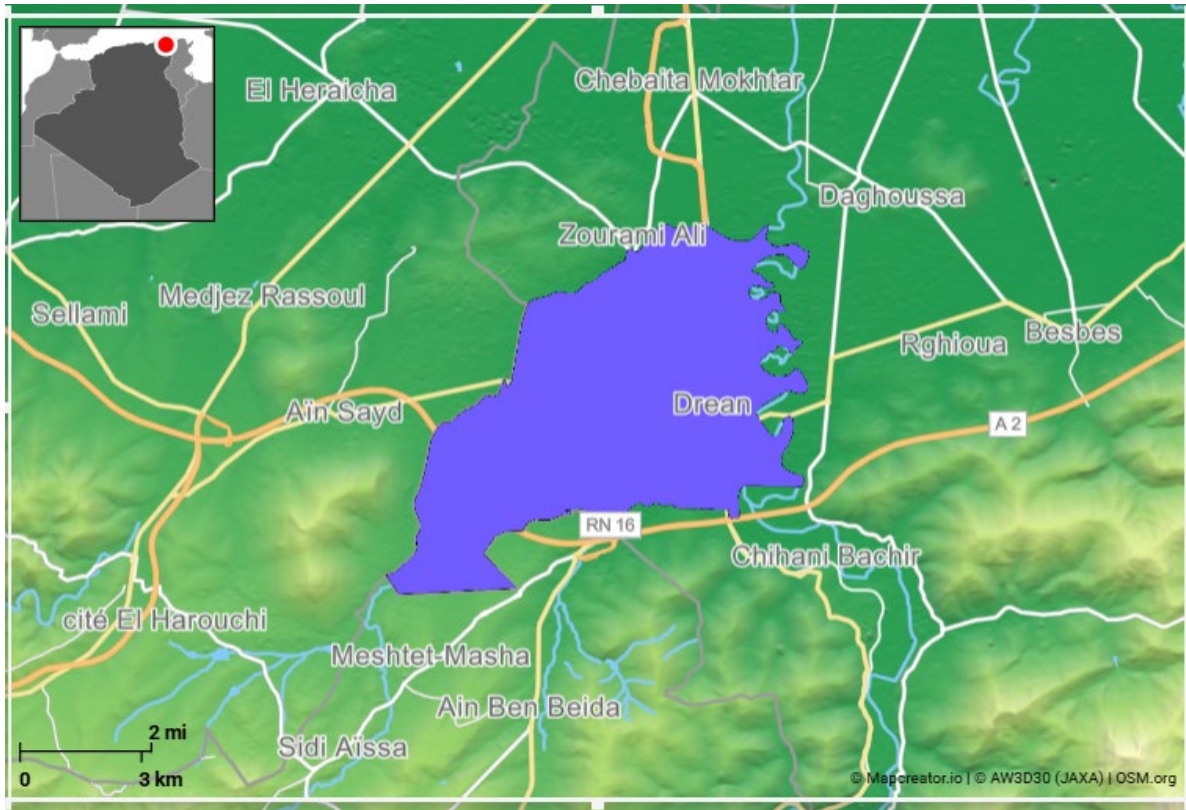 El Heraicha
Chebaita Mokhtar
Daghoussa
Zourami Ali
Medjez Rassoul
Sellami
Besbes
Rghioua
Drean
Aïn Sayd
A 2
RN 16
Chihani Bachir
cité El Harouchi
Meshtet-Masha
Ain Ben Beida
Sidi Aïssa
2 mi
0
3 km
© Mapcreator.io | © AW3D30 (JAXA) | OSM.org